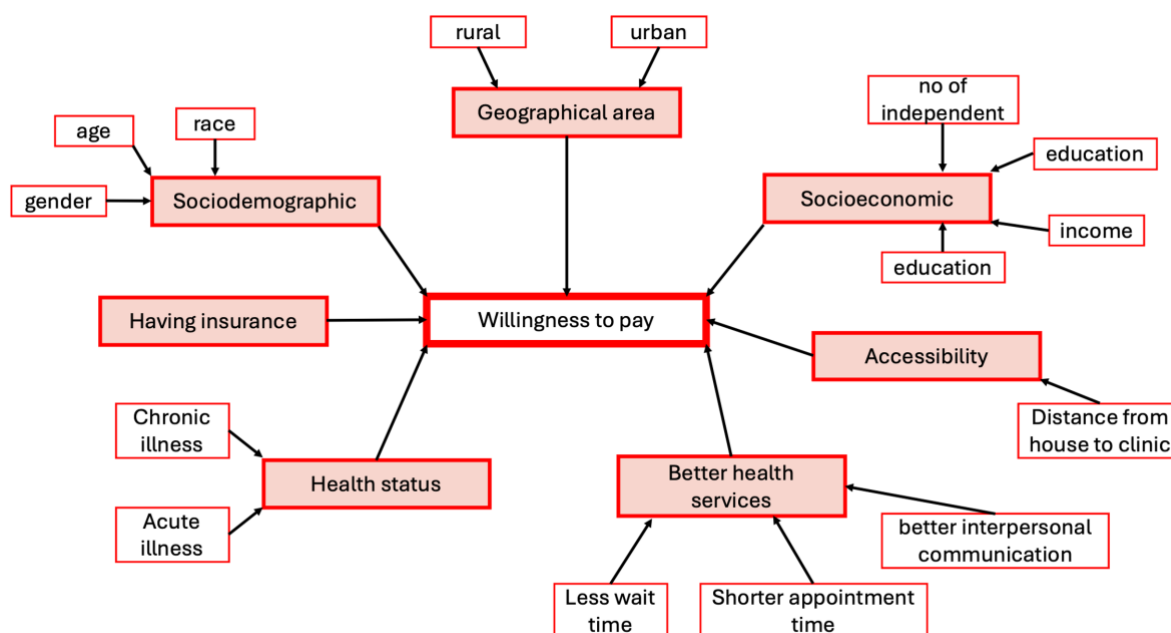 rural
urban
Geographical area
no of
independent
education
Socioeconomic
income
education
age
race
gender
Sociodemographic
Having insurance
Willingness to pay
Accessibility
Distance from
house to clinic
Chronic
illness
Health status
Acute
illness
Better health
services
better interpersonal
communication
Less wait
time
Shorter appointment
time